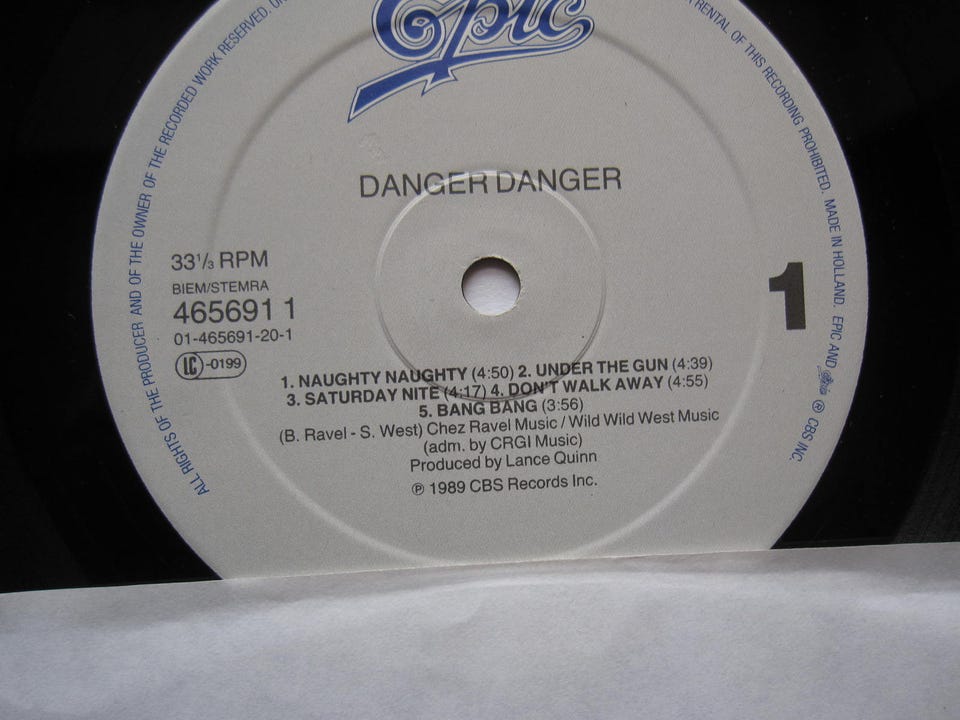 Epic
DANGER DANGER
33⅓ RPM
BIEM/STEMRA
465691 1
01-465691-20-1
LC -0199
1
1. NAUGHTY NAUGHTY (4:50) 2. UNDER THE GUN (4:39)
3. SATURDAY NITE (4:17) 4. DON'T WALK AWAY (4:55)
5. BANG BANG (3:56)
(B. Ravel - S. West) Chez Ravel Music / Wild Wild West Music
(adm. by CRGI Music)
Produced by Lance Quinn
℗ 1989 CBS Records Inc.
ALL RIGHTS OF THE PRODUCER AND OF THE OWNER OF THE RECORDED WORK RESERVED.
RENTAL OF THIS RECORDING PROHIBITED. MADE IN HOLLAND. EPIC AND Epic ® CBS INC.